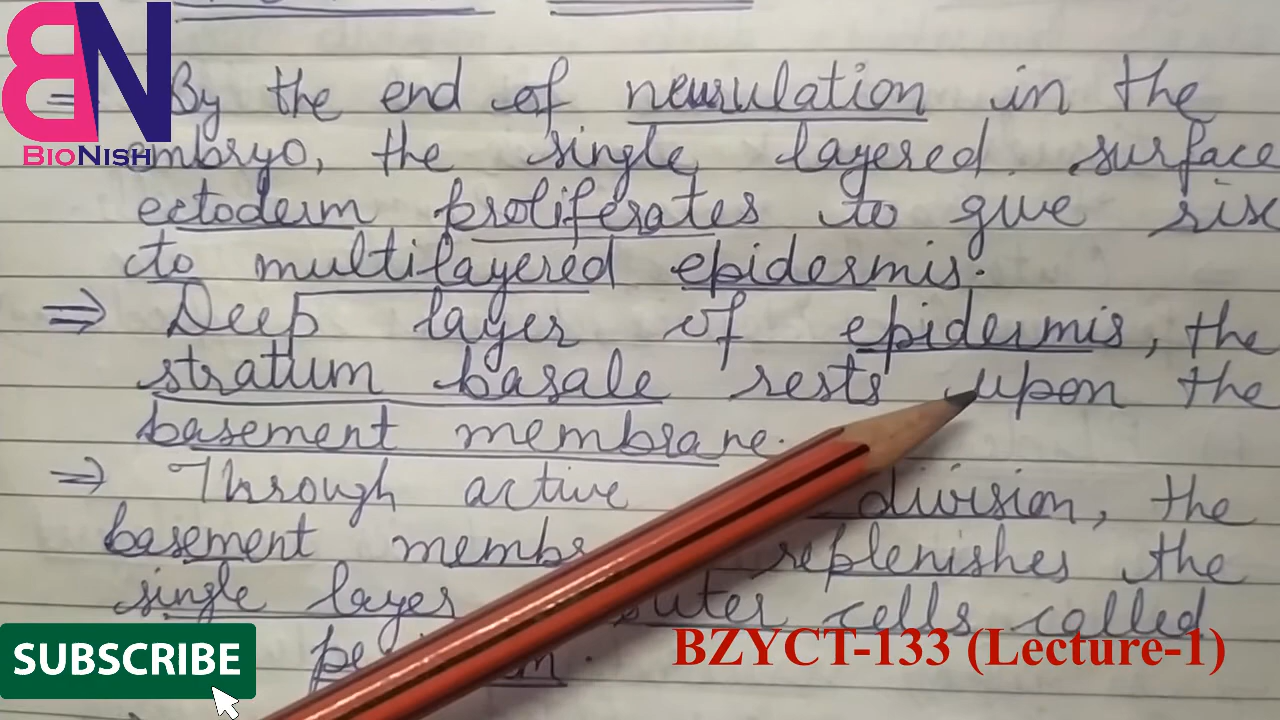 BN
BIONISH
⇒ By the end of neurulation in the
embryo, the single layered surface
ectoderm proliferates to give rise
to multilayered epidermis.
⇒ Deep layer of epidermis, the
stratum basale rests upon the
basement membrane.
⇒ Through active division, the
basement replenishes the
single layer outer cells called
SUBSCRIBE
BZYCT-133 (Lecture-1)